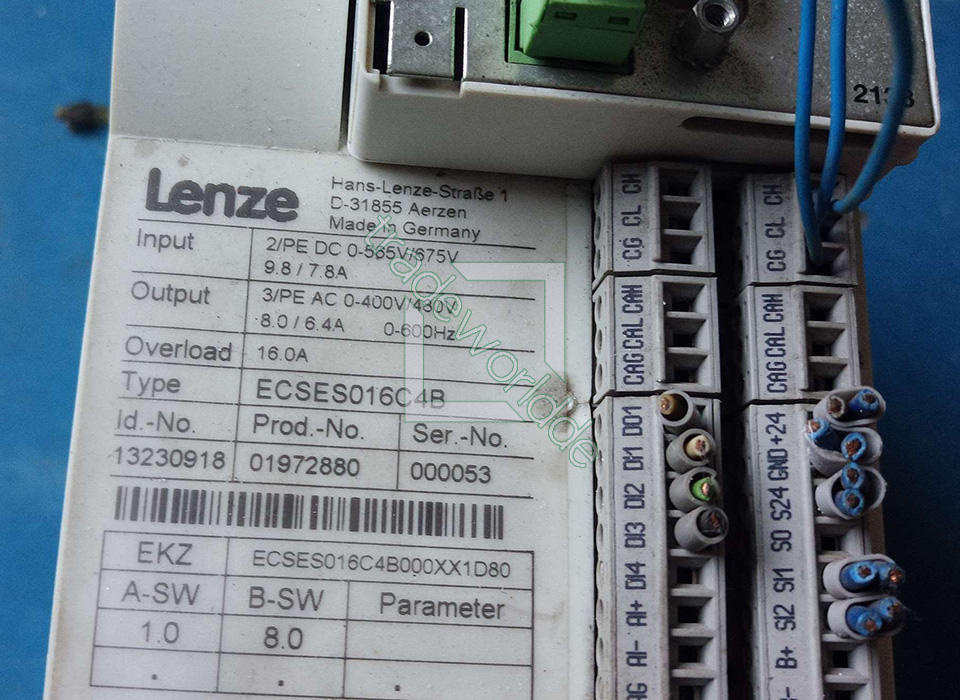 2138
Lenze
Hans-Lenze-Straße 1
D-31855 Aerzen
Made in Germany
Input
2/PE DC 0-565V/675V
9.8 / 7.8A
Output
3/PE AC 0-400V/480V
8.0 / 6.4A 0-600Hz
Overload 16.0A
Type ECSES016C4B
Id.-No. Prod.-No. Ser.-No.
13230918 01972880 000053
EKZ ECSES016C4B000XX1D80
A-SW B-SW Parameter
1.0 8.0
. . .
CG CL CH
CAG CAL CAH
AG AI- AI+ DI4 DI3 DI2 DI1 DO1
CG CL CH
CAG CAL CAH
B+ SI2 SI1 SO S24 GND +24
tradeworldde